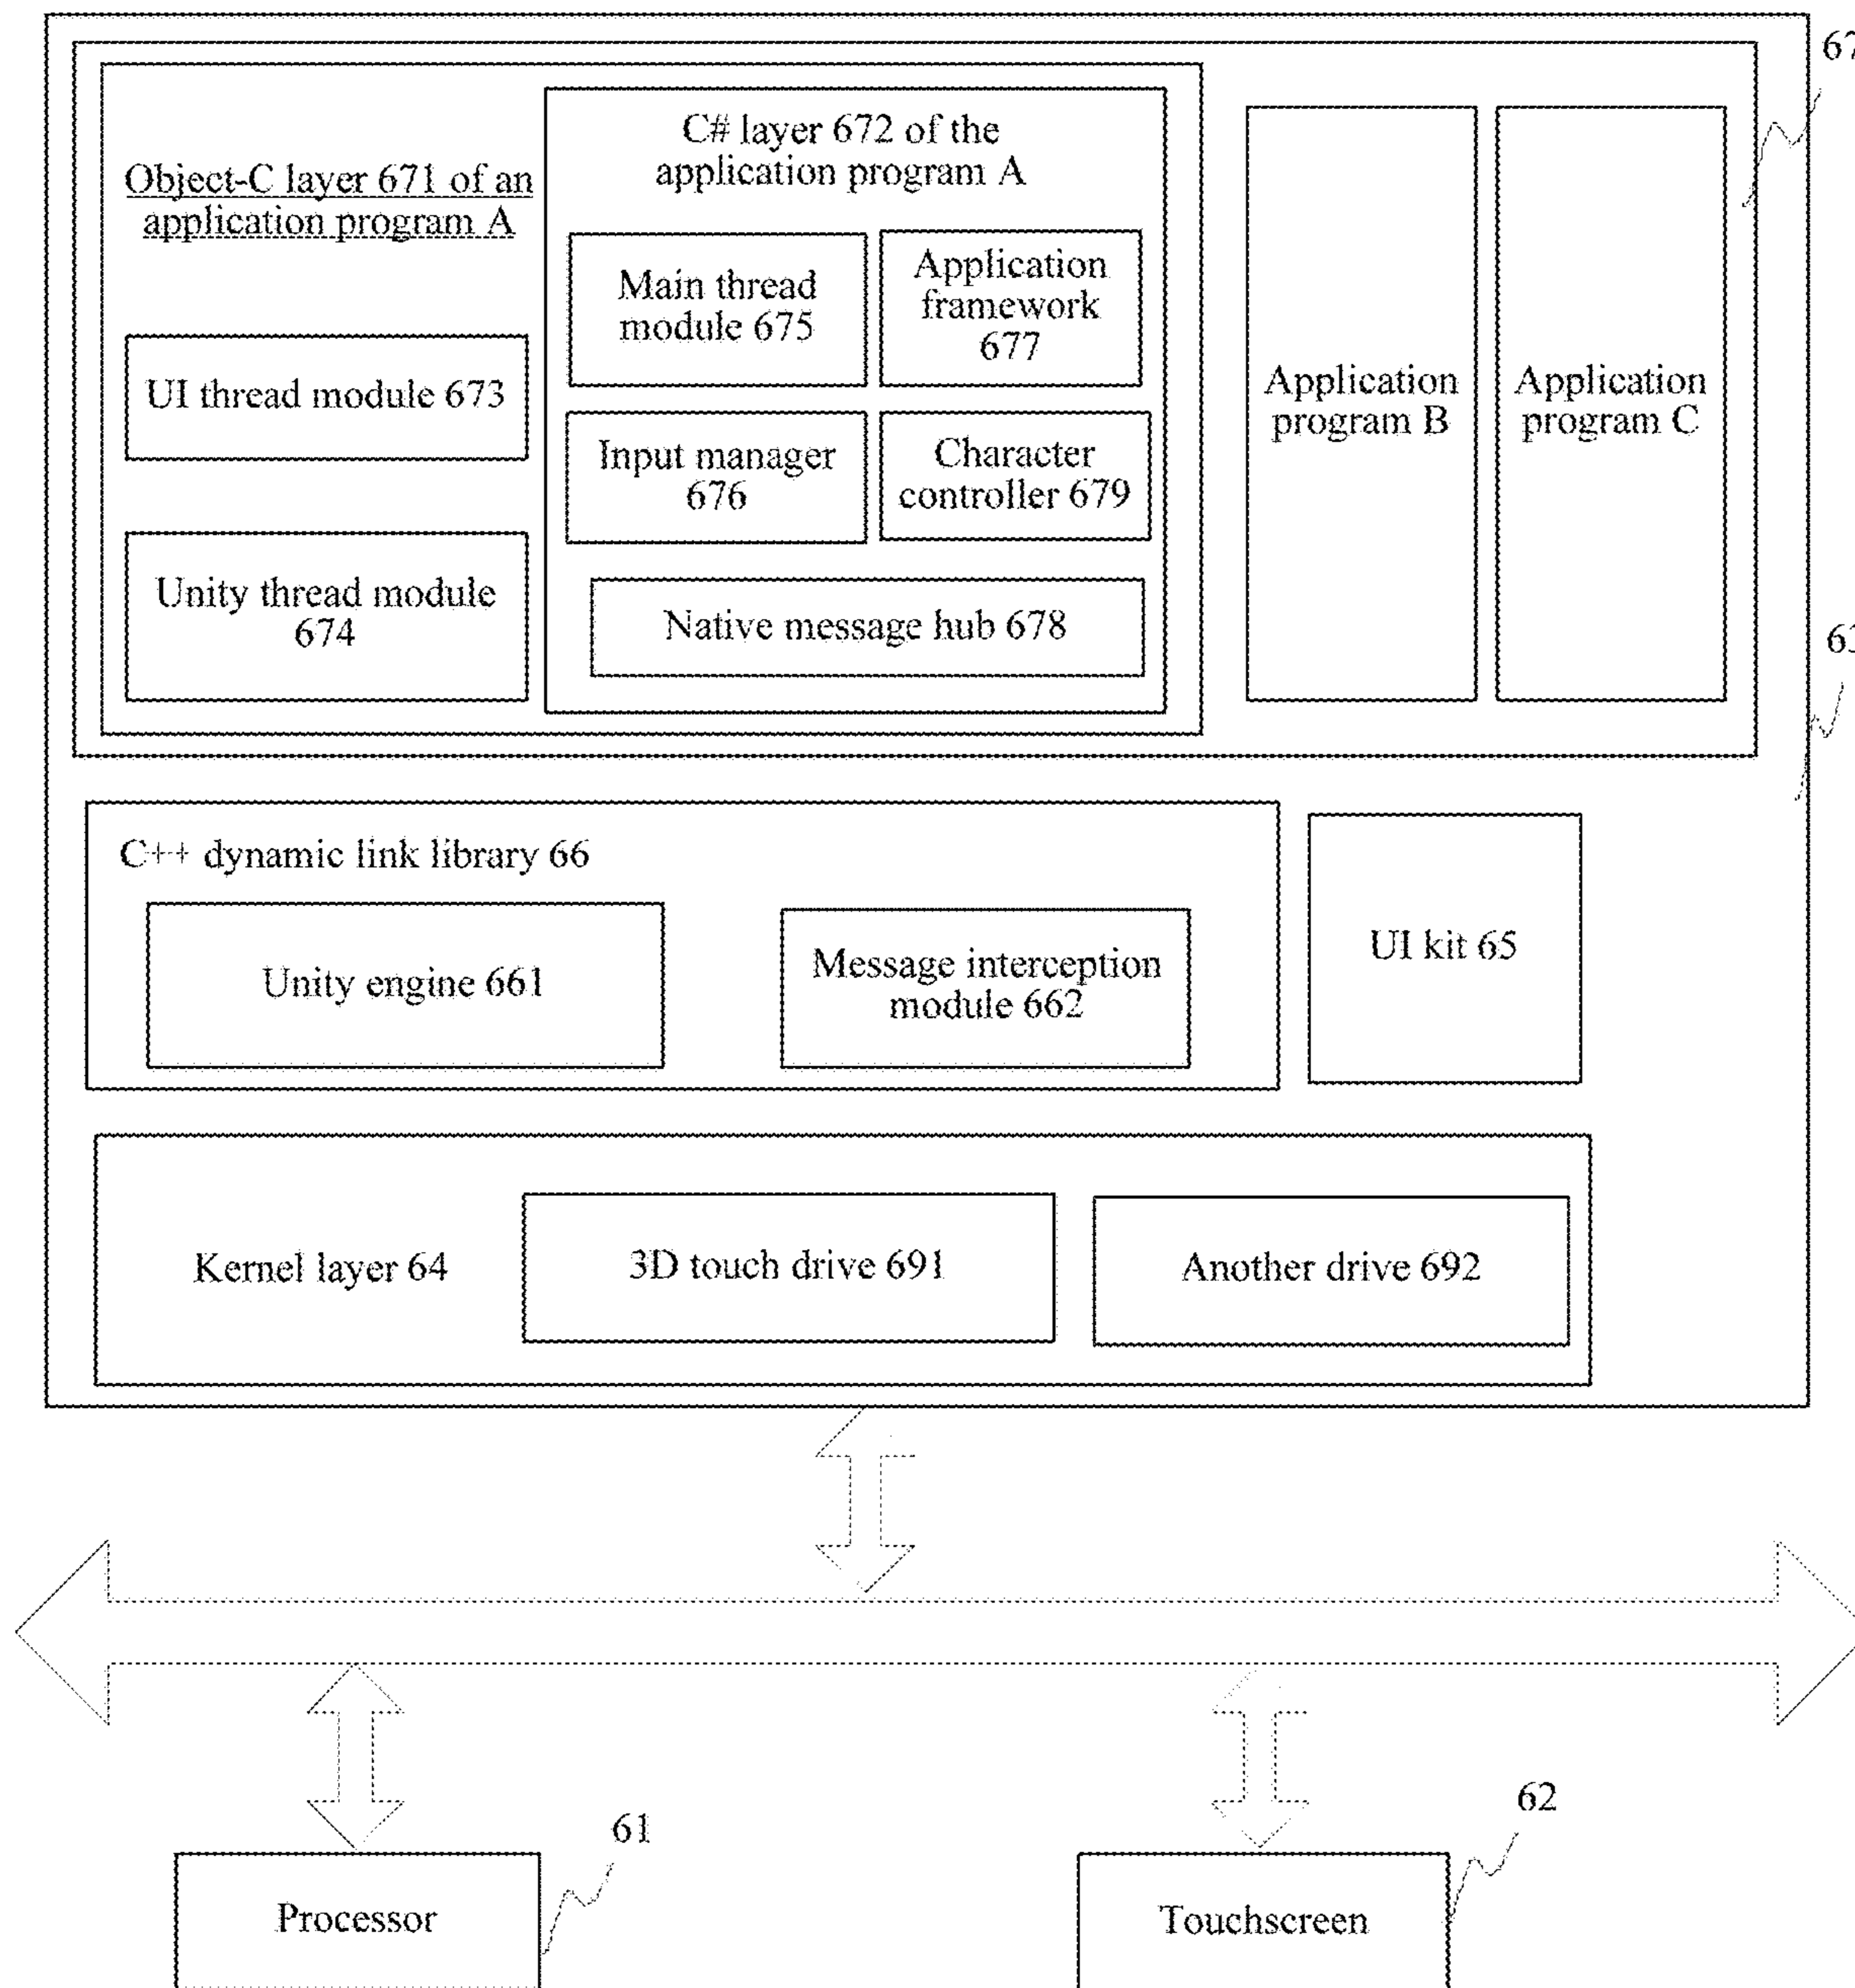 67
C# layer 672 of the
application program A
Object-C layer 671 of an
application program A
Main thread
module 675
Application
framework
677
UI thread module 673
Input manager
676
Character
controller 679
Unity thread module
674
Native message hub 678
Application
program B
Application
program C
C++ dynamic link library 66
Unity engine 661
Message interception
module 662
UI kit 65
Kernel layer 64
3D touch drive 691
Another drive 692
61
62
Processor
Touchscreen